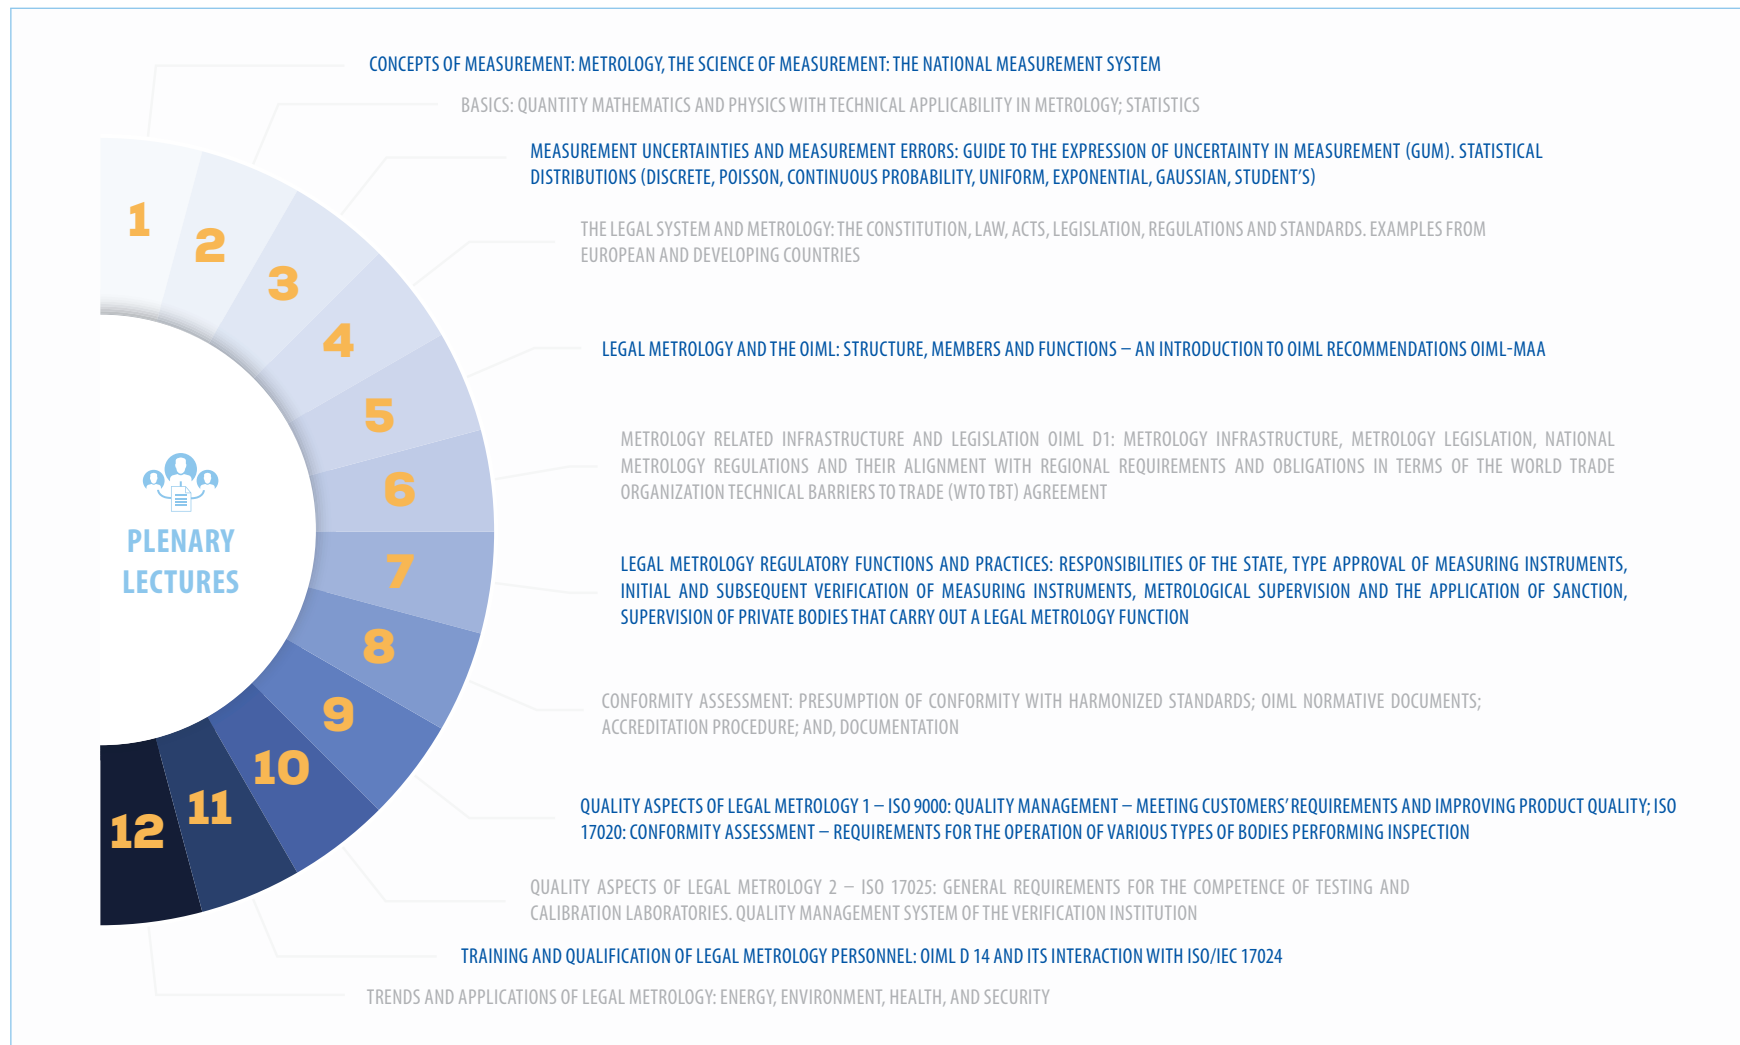 CONCEPTS OF MEASUREMENT: METROLOGY, THE SCIENCE OF MEASUREMENT: THE NATIONAL MEASUREMENT SYSTEM
BASICS: QUANTITY MATHEMATICS AND PHYSICS WITH TECHNICAL APPLICABILITY IN METROLOGY; STATISTICS
MEASUREMENT UNCERTAINTIES AND MEASUREMENT ERRORS: GUIDE TO THE EXPRESSION OF UNCERTAINTY IN MEASUREMENT (GUM). STATISTICAL
DISTRIBUTIONS (DISCRETE, POISSON, CONTINUOUS PROBABILITY, UNIFORM, EXPONENTIAL, GAUSSIAN, STUDENT'S)
THE LEGAL SYSTEM AND METROLOGY: THE CONSTITUTION, LAW, ACTS, LEGISLATION, REGULATIONS AND STANDARDS. EXAMPLES FROM
EUROPEAN AND DEVELOPING COUNTRIES
LEGAL METROLOGY AND THE OIML: STRUCTURE, MEMBERS AND FUNCTIONS – AN INTRODUCTION TO OIML RECOMMENDATIONS OIML-MAA
METROLOGY RELATED INFRASTRUCTURE AND LEGISLATION OIML D1: METROLOGY INFRASTRUCTURE, METROLOGY LEGISLATION, NATIONAL
METROLOGY REGULATIONS AND THEIR ALIGNMENT WITH REGIONAL REQUIREMENTS AND OBLIGATIONS IN TERMS OF THE WORLD TRADE
ORGANIZATION TECHNICAL BARRIERS TO TRADE (WTO TBT) AGREEMENT
LEGAL METROLOGY REGULATORY FUNCTIONS AND PRACTICES: RESPONSIBILITIES OF THE STATE, TYPE APPROVAL OF MEASURING INSTRUMENTS,
INITIAL AND SUBSEQUENT VERIFICATION OF MEASURING INSTRUMENTS, METROLOGICAL SUPERVISION AND THE APPLICATION OF SANCTION,
SUPERVISION OF PRIVATE BODIES THAT CARRY OUT A LEGAL METROLOGY FUNCTION
CONFORMITY ASSESSMENT: PRESUMPTION OF CONFORMITY WITH HARMONIZED STANDARDS; OIML NORMATIVE DOCUMENTS;
ACCREDITATION PROCEDURE; AND, DOCUMENTATION
QUALITY ASPECTS OF LEGAL METROLOGY 1 – ISO 9000: QUALITY MANAGEMENT – MEETING CUSTOMERS' REQUIREMENTS AND IMPROVING PRODUCT QUALITY; ISO
17020: CONFORMITY ASSESSMENT – REQUIREMENTS FOR THE OPERATION OF VARIOUS TYPES OF BODIES PERFORMING INSPECTION
QUALITY ASPECTS OF LEGAL METROLOGY 2 – ISO 17025: GENERAL REQUIREMENTS FOR THE COMPETENCE OF TESTING AND
CALIBRATION LABORATORIES. QUALITY MANAGEMENT SYSTEM OF THE VERIFICATION INSTITUTION
TRAINING AND QUALIFICATION OF LEGAL METROLOGY PERSONNEL: OIML D 14 AND ITS INTERACTION WITH ISO/IEC 17024
TRENDS AND APPLICATIONS OF LEGAL METROLOGY: ENERGY, ENVIRONMENT, HEALTH, AND SECURITY
1
2
3
4
5
6
7
8
9
10
11
12
PLENARY
LECTURES